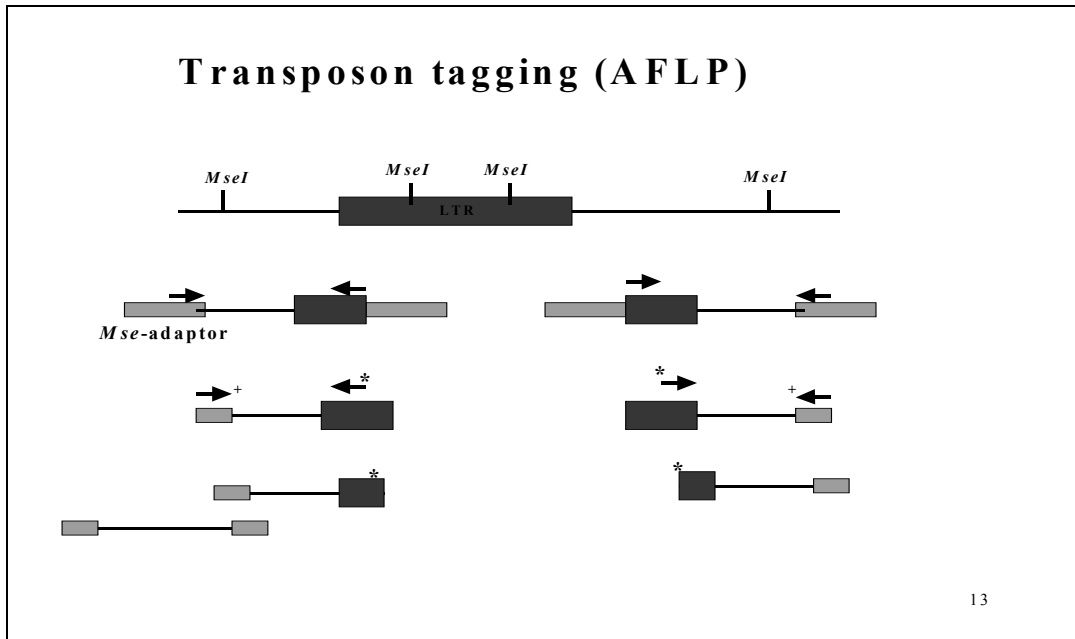 Transposon tagging (AFLP)
MseI MseI MseI MseI
LTR
Mse-adaptor
* +
* +
*
*
13